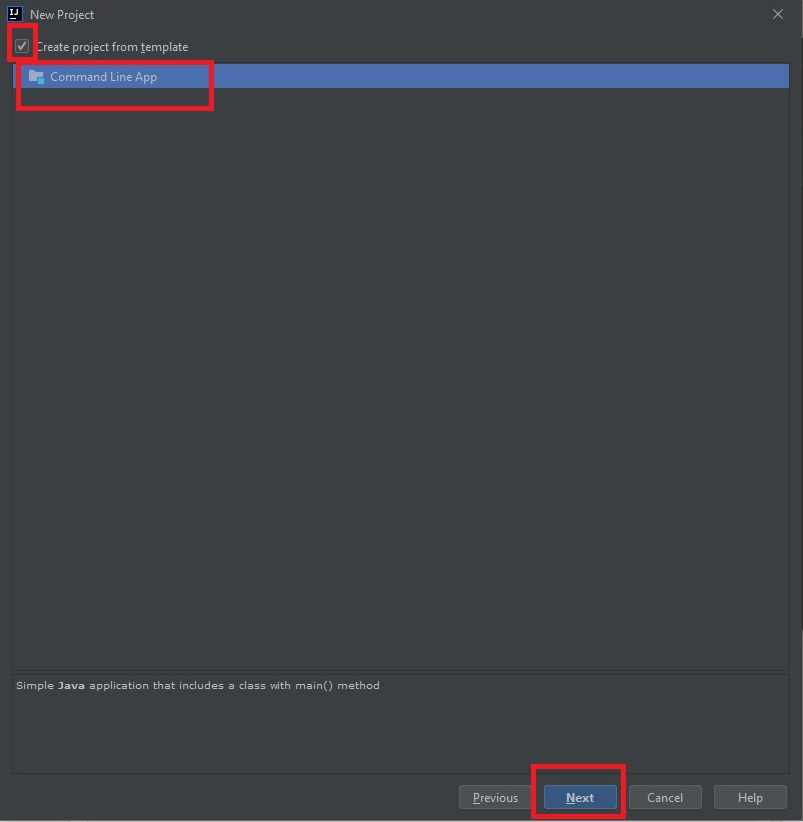 IJ
New Project
Create project from template
Command Line App
Simple Java application that includes a class with main() method
Previous
Next
Cancel
Help